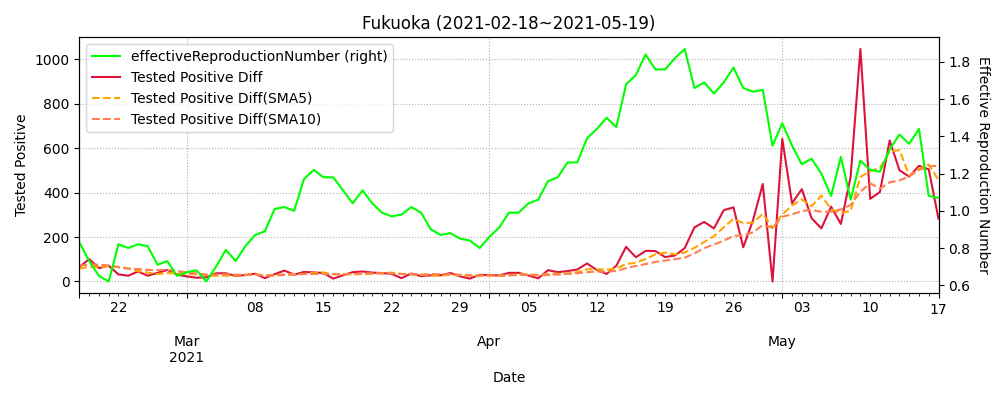 Fukuoka (2021-02-18~2021-05-19)
effectiveReproductionNumber (right)
Tested Positive Diff
Tested Positive Diff(SMA5)
Tested Positive Diff(SMA10)
Tested Positive
1000
800
600
400
200
0
Effective Reproduction Number
1.8
1.6
1.4
1.2
1.0
0.8
0.6
22 08 15 22 29 05 12 19 26 03 10 17
Mar Apr May
2021
Date